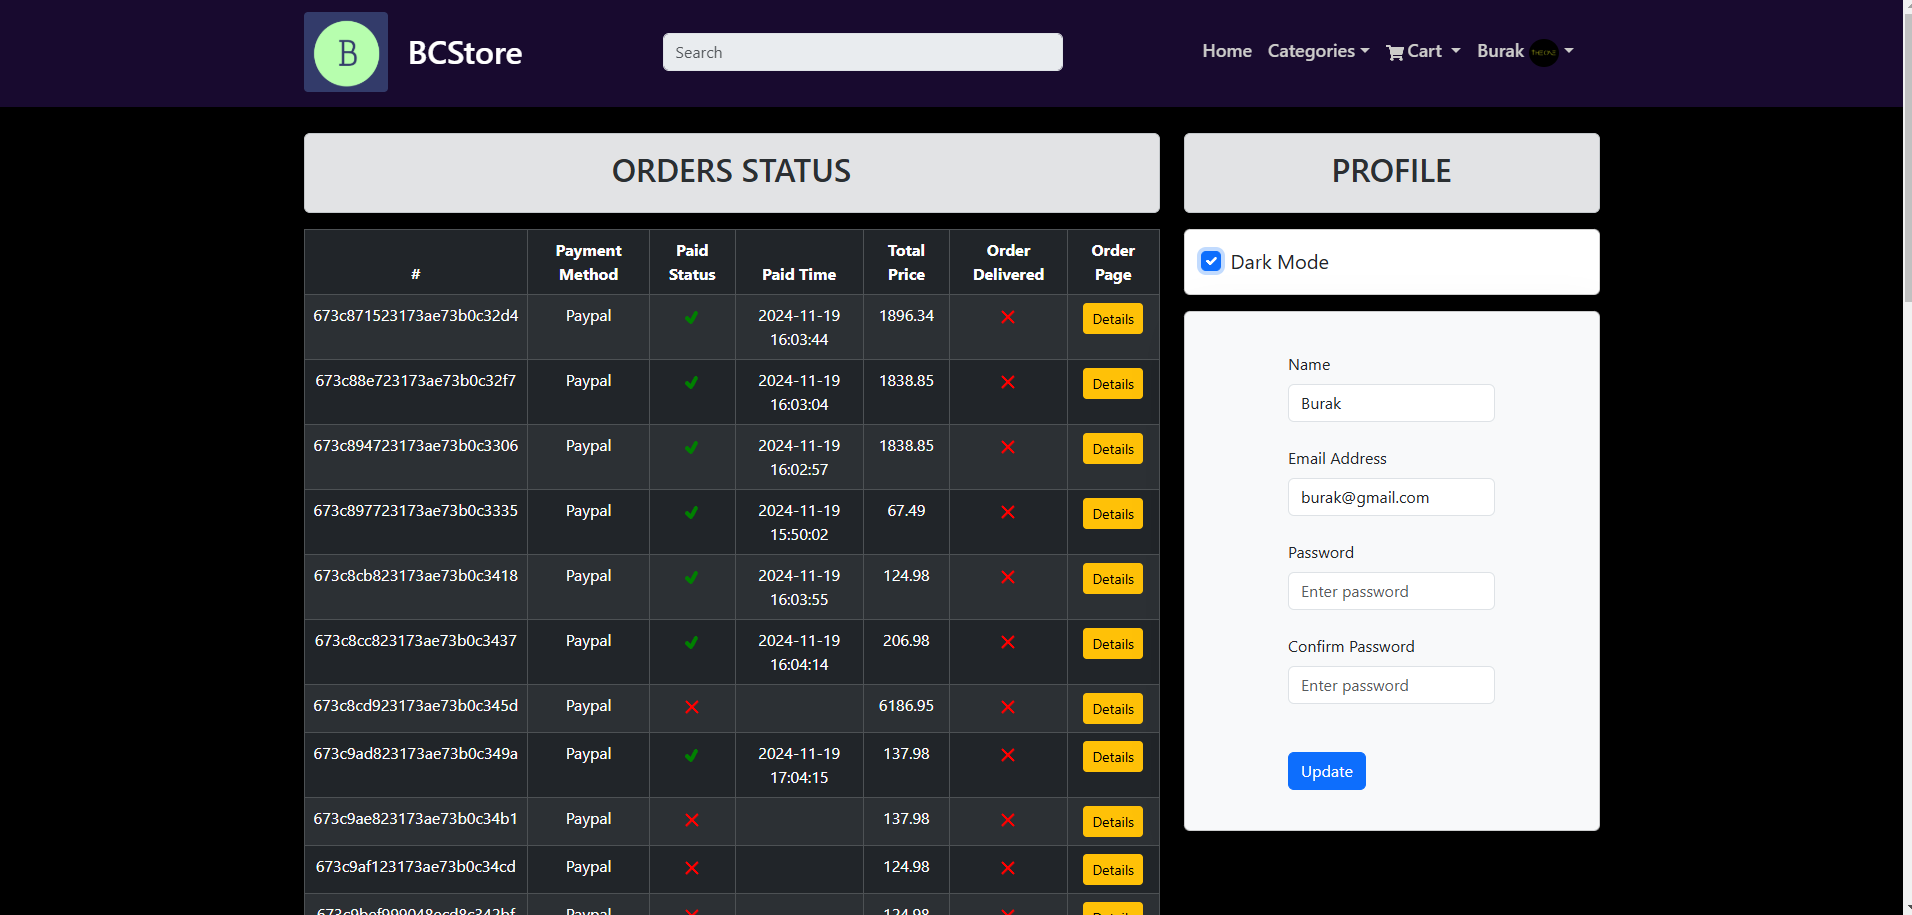 B
BCStore
Search
Home Categories Cart Burak
ORDERS STATUS
PROFILE
# Payment Method Paid Status Paid Time Total Price Order Delivered Order Page
673c871523173ae73b0c32d4 Paypal 2024-11-19 16:03:44 1896.34 Details
673c88e723173ae73b0c32f7 Paypal 2024-11-19 16:03:04 1838.85 Details
673c894723173ae73b0c3306 Paypal 2024-11-19 16:02:57 1838.85 Details
673c897723173ae73b0c3335 Paypal 2024-11-19 15:50:02 67.49 Details
673c8cb823173ae73b0c3418 Paypal 2024-11-19 16:03:55 124.98 Details
673c8cc823173ae73b0c3437 Paypal 2024-11-19 16:04:14 206.98 Details
673c8cd923173ae73b0c345d Paypal 6186.95 Details
673c9ad823173ae73b0c349a Paypal 2024-11-19 17:04:15 137.98 Details
673c9ae823173ae73b0c34b1 Paypal 137.98 Details
673c9af123173ae73b0c34cd Paypal 124.98 Details
Paypal 124.98 Details
Dark Mode
Name
Burak
Email Address
burak@gmail.com
Password
Enter password
Confirm Password
Enter password
Update